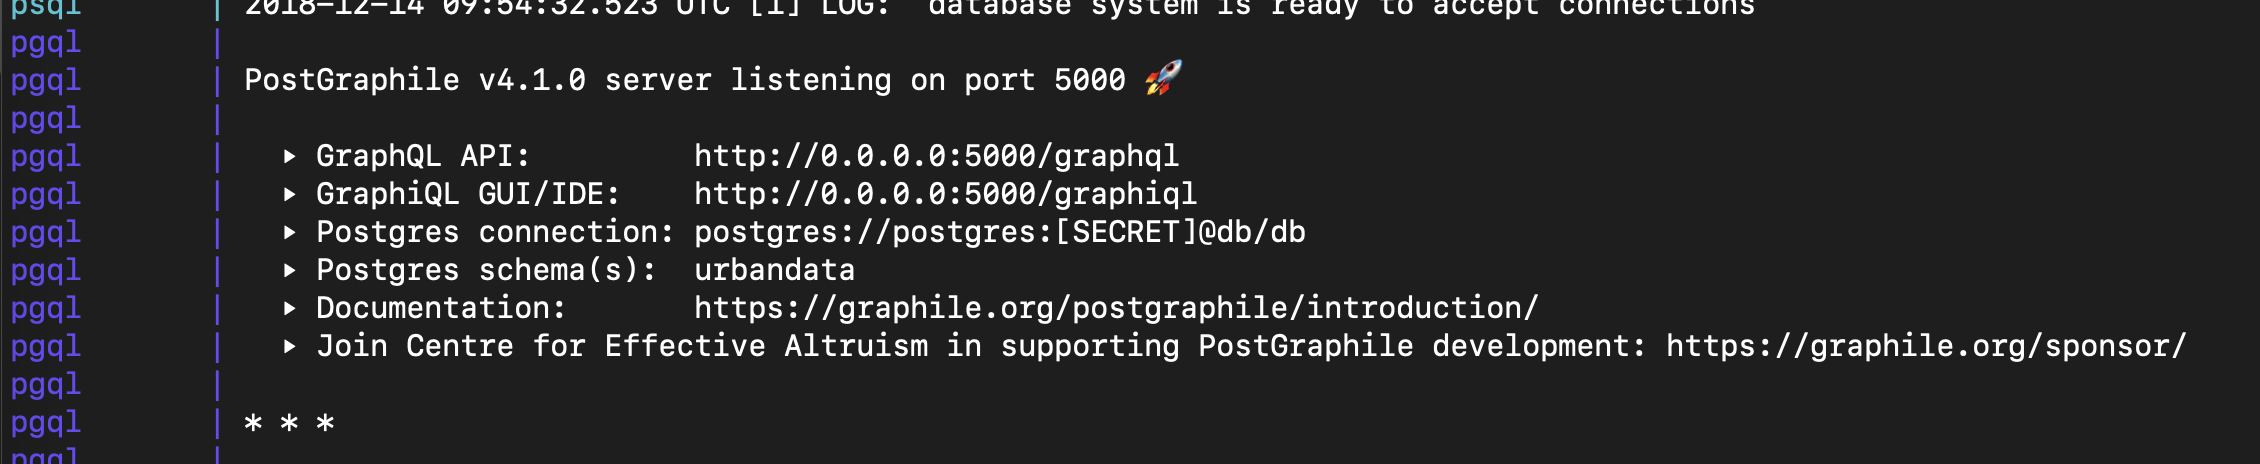 psql | 2018-12-14 09:54:32.523 UTC [1] LOG:  database system is ready to accept connections
pgql |
pgql | PostGraphile v4.1.0 server listening on port 5000 🚀
pgql |
pgql |   ▸ GraphQL API:         http://0.0.0.0:5000/graphql
pgql |   ▸ GraphiQL GUI/IDE:    http://0.0.0.0:5000/graphiql
pgql |   ▸ Postgres connection: postgres://postgres:[SECRET]@db/db
pgql |   ▸ Postgres schema(s):  urbandata
pgql |   ▸ Documentation:       https://graphile.org/postgraphile/introduction/
pgql |   ▸ Join Centre for Effective Altruism in supporting PostGraphile development: https://graphile.org/sponsor/
pgql |
pgql | * * *
pgql |